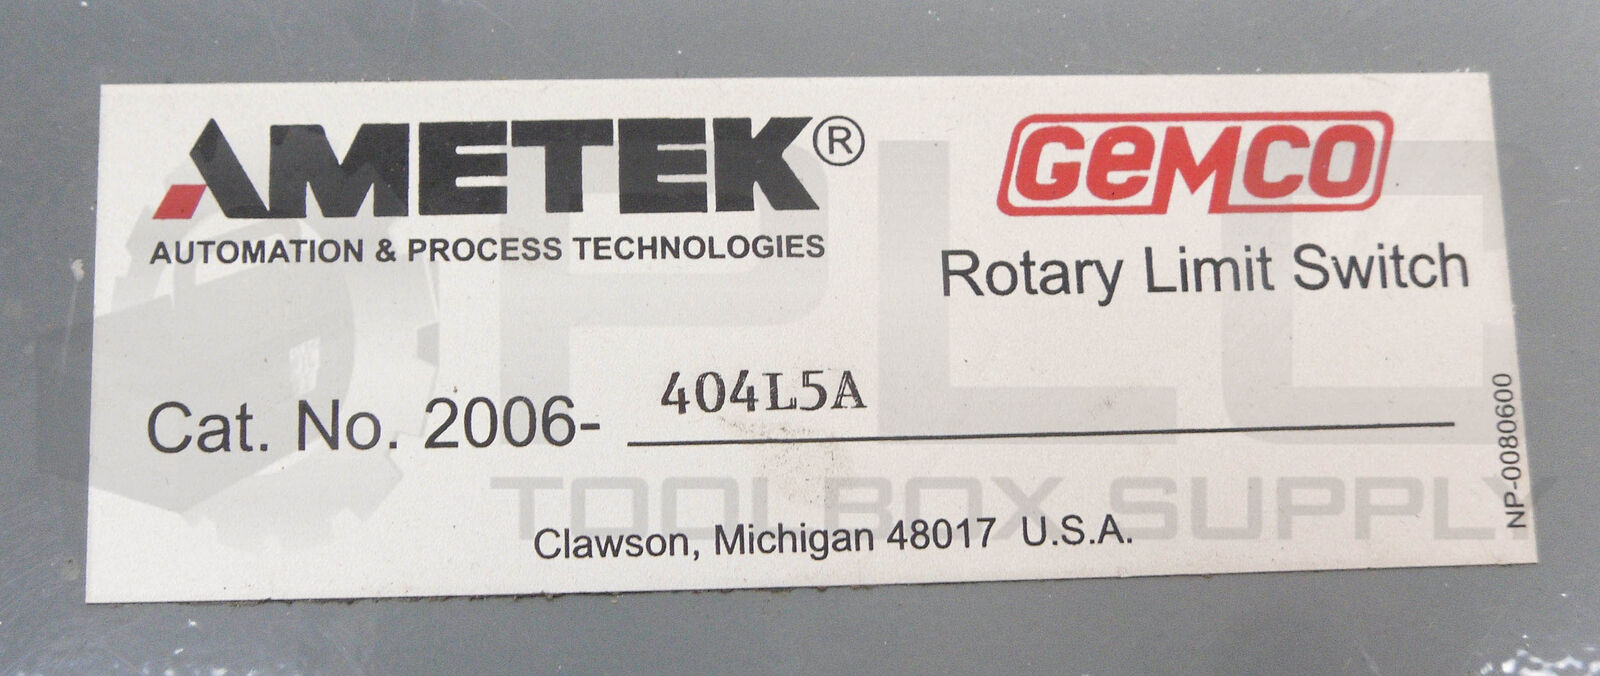 AMETEK®
AUTOMATION & PROCESS TECHNOLOGIES
GEMCO
Rotary Limit Switch
Cat. No. 2006- 404L5A
Clawson, Michigan 48017 U.S.A.
NP-0080600
PLC
TOOLBOX SUPPLY